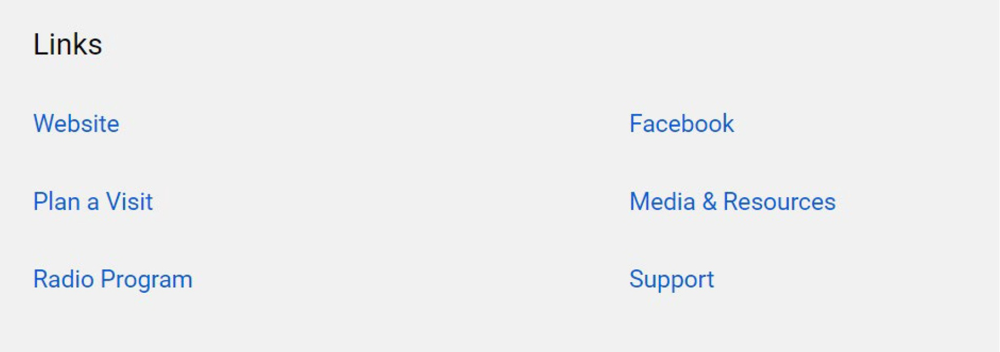 Links
Website
Facebook
Plan a Visit
Media & Resources
Radio Program
Support